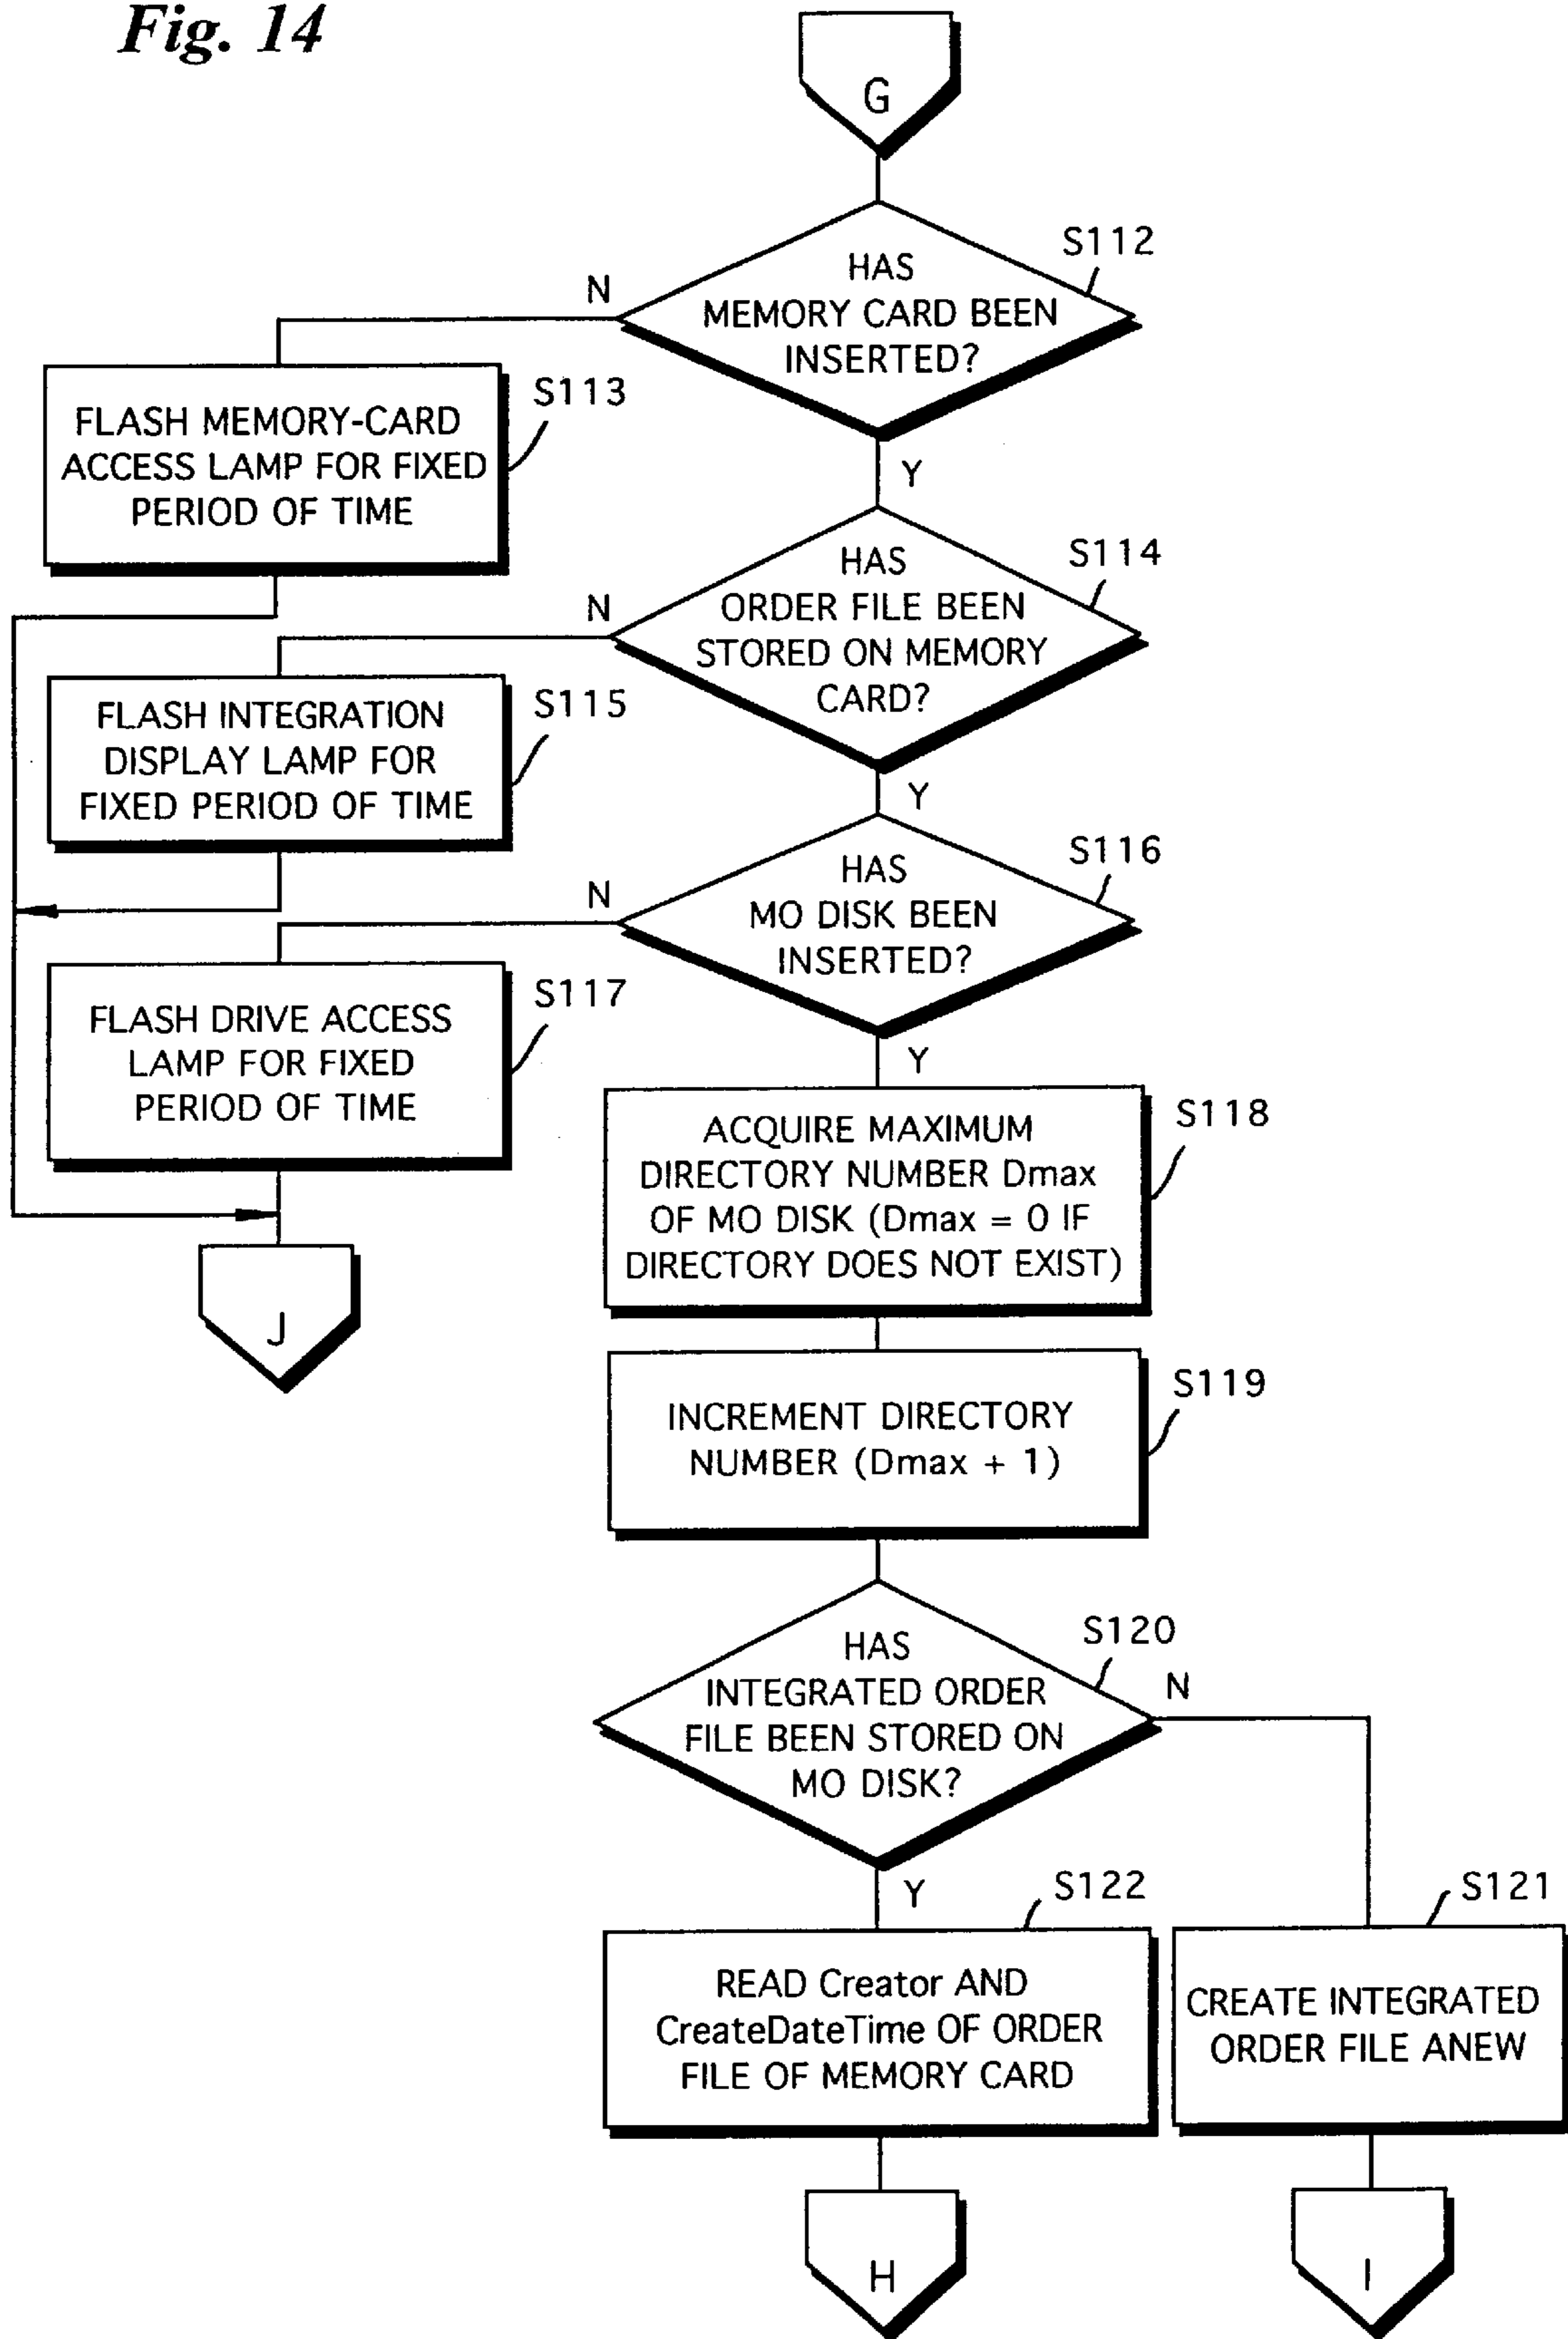 Fig. 14
G
S112
HAS
MEMORY CARD BEEN
INSERTED?
N
Y
S113
FLASH MEMORY-CARD
ACCESS LAMP FOR FIXED
PERIOD OF TIME
S114
HAS
ORDER FILE BEEN
STORED ON MEMORY
CARD?
N
Y
S115
FLASH INTEGRATION
DISPLAY LAMP FOR
FIXED PERIOD OF TIME
S116
HAS
MO DISK BEEN
INSERTED?
N
Y
S117
FLASH DRIVE ACCESS
LAMP FOR FIXED
PERIOD OF TIME
J
S118
ACQUIRE MAXIMUM
DIRECTORY NUMBER Dmax
OF MO DISK (Dmax = 0 IF
DIRECTORY DOES NOT EXIST)
S119
INCREMENT DIRECTORY
NUMBER (Dmax + 1)
S120
HAS
INTEGRATED ORDER
FILE BEEN STORED ON
MO DISK?
N
Y
S122
READ Creator AND
CreateDateTime OF ORDER
FILE OF MEMORY CARD
S121
CREATE INTEGRATED
ORDER FILE ANEW
H
I